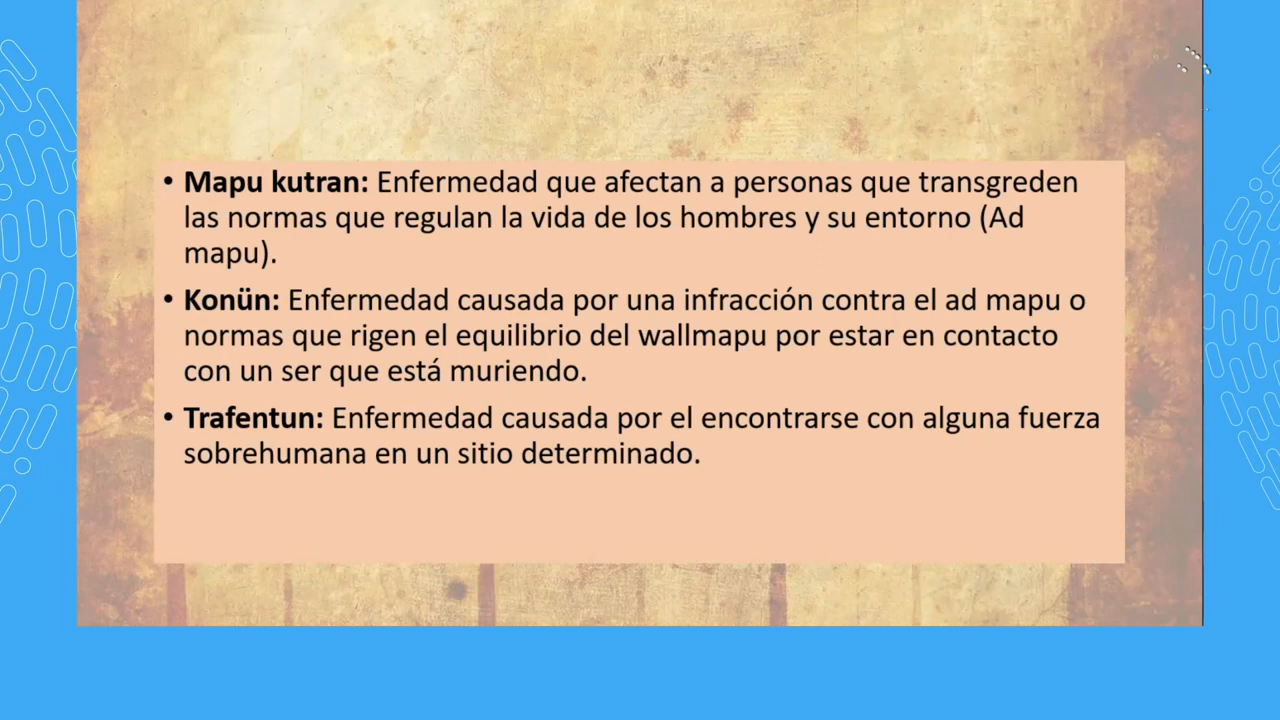 • Mapu kutran: Enfermedad que afectan a personas que transgreden
las normas que regulan la vida de los hombres y su entorno (Ad
mapu).
• Konün: Enfermedad causada por una infracción contra el ad mapu o
normas que rigen el equilibrio del wallmapu por estar en contacto
con un ser que está muriendo.
• Trafentun: Enfermedad causada por el encontrarse con alguna fuerza
sobrehumana en un sitio determinado.